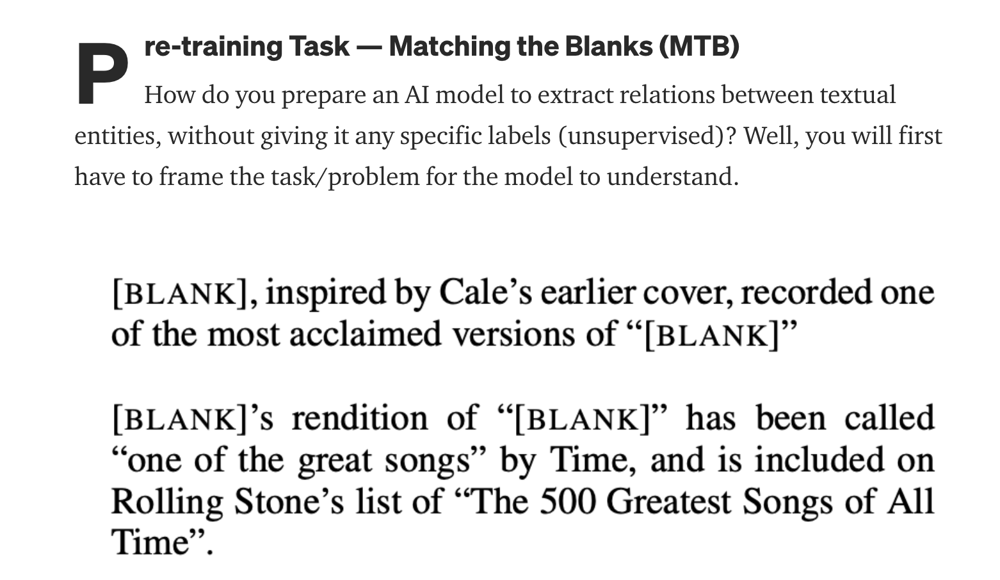 Pre-training Task — Matching the Blanks (MTB)
How do you prepare an AI model to extract relations between textual
entities, without giving it any specific labels (unsupervised)? Well, you will first
have to frame the task/problem for the model to understand.
[BLANK], inspired by Cale’s earlier cover, recorded one
of the most acclaimed versions of “[BLANK]”
[BLANK]’s rendition of “[BLANK]” has been called
“one of the great songs” by Time, and is included on
Rolling Stone’s list of “The 500 Greatest Songs of All
Time”.